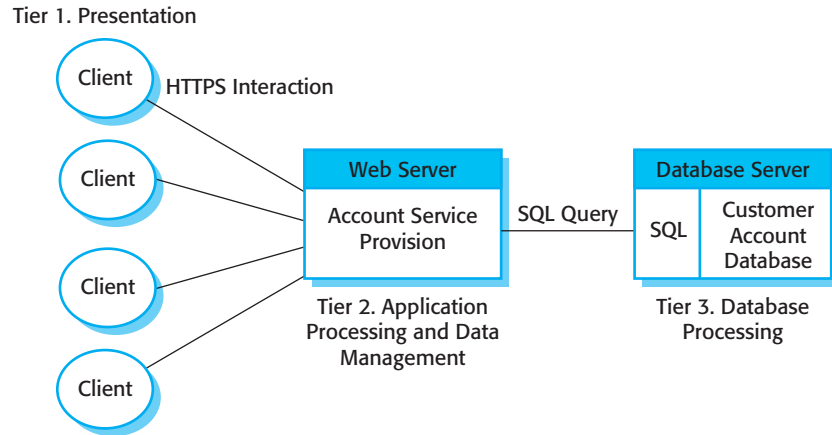 Tier 1. Presentation
Client
HTTPS Interaction
Client
Client
Client
Web Server
Account Service
Provision
Tier 2. Application
Processing and Data
Management
SQL Query
Database Server
SQL
Customer
Account
Database
Tier 3. Database
Processing